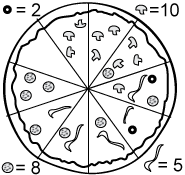 = 2
=10
= 8
= 5